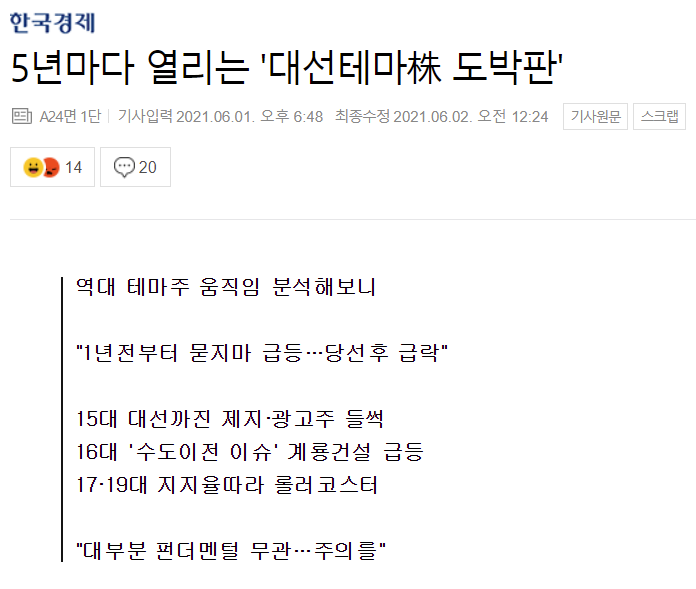 한국경제
5년마다 열리는 '대선테마株 도박판'
A24면 1단 기사입력 2021.06.01. 오후 6:48 최종수정 2021.06.02. 오전 12:24 기사원문 스크랩
14 20
역대 테마주 움직임 분석해보니
"1년전부터 묻지마 급등…당선후 급락"
15대 대선까진 제지·광고주 들썩
16대 '수도이전 이슈' 계룡건설 급등
17·19대 지지율따라 롤러코스터
"대부분 펀더멘털 무관…주의를"